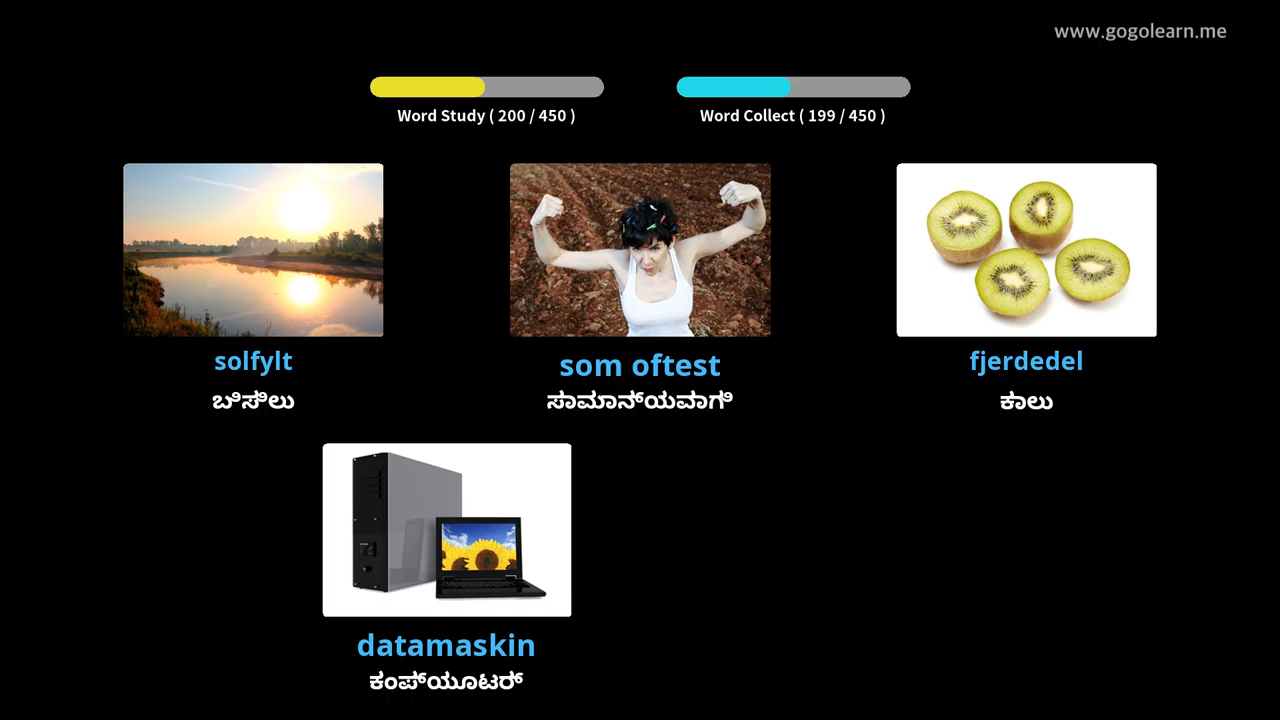 www.gogolearn.me
Word Study ( 200 / 450 )
Word Collect ( 199 / 450 )
solfylt
som oftest
fjerdedel
ಬಿಸಿಲು
ಸಾಮಾನ್ಯವಾಗಿ
ಕಾಲು
datamaskin
ಕಂಪ್ಯೂಟರ್